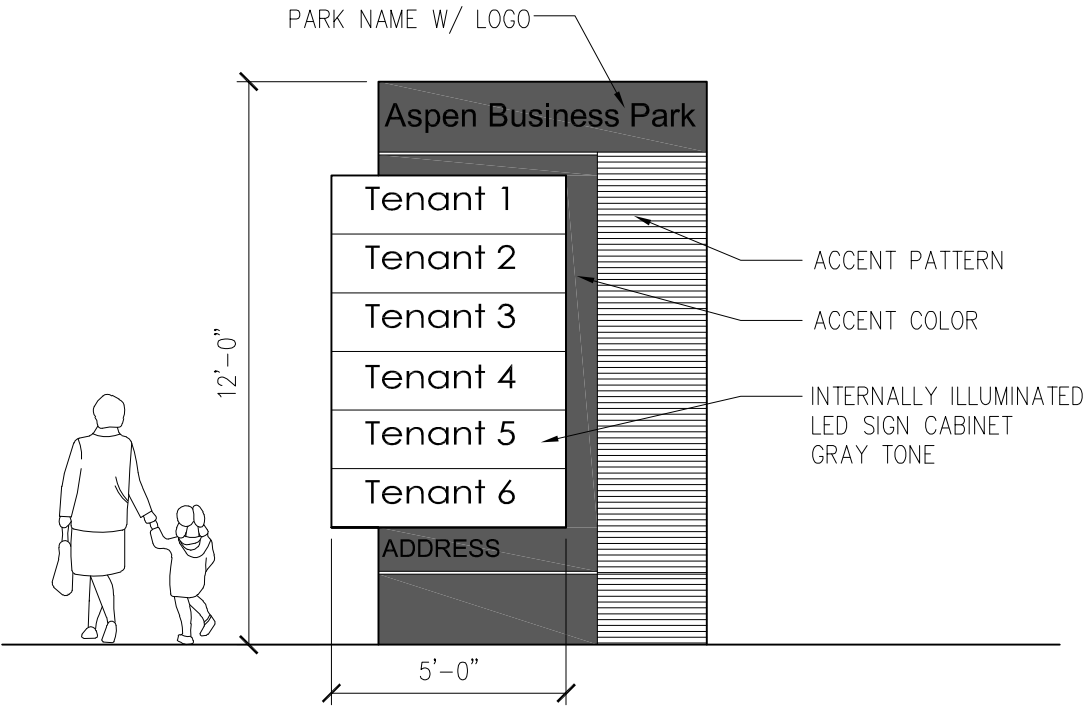 PARK NAME W/ LOGO
Aspen Business Park
Tenant 1
Tenant 2
Tenant 3
Tenant 4
Tenant 5
Tenant 6
ADDRESS
ACCENT PATTERN
ACCENT COLOR
INTERNALLY ILLUMINATED
LED SIGN CABINET
GRAY TONE
12'-0"
5'-0"